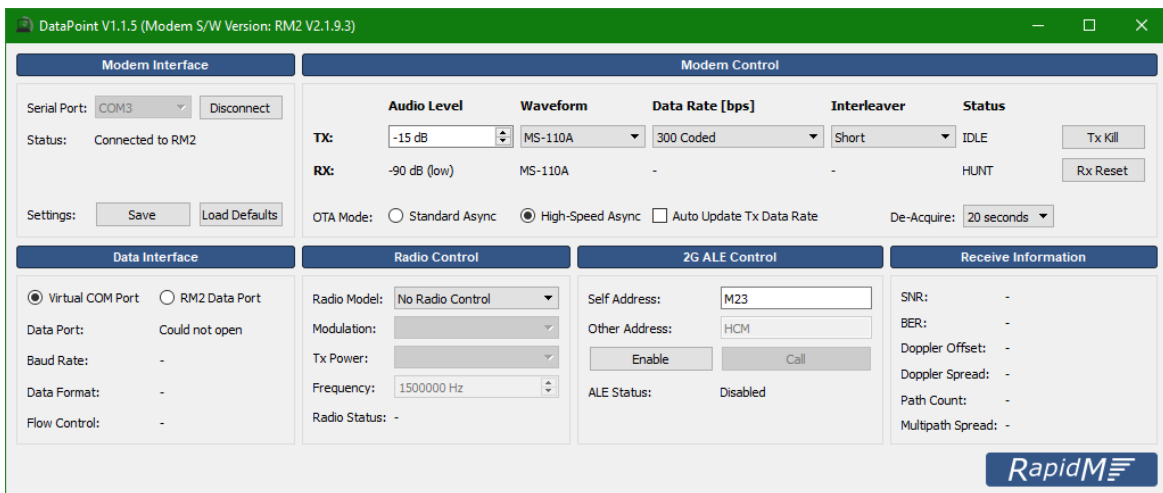 DataPoint V1.1.5 (Modem S/W Version: RM2 V2.1.9.3)
Modem Interface
Serial Port: COM3 Disconnect
Status: Connected to RM2
Settings: Save Load Defaults
Modem Control
Audio Level Waveform Data Rate [bps] Interleaver Status
TX: -15 dB MS-110A 300 Coded Short IDLE Tx Kill
RX: -90 dB (low) MS-110A - - HUNT Rx Reset
OTA Mode: Standard Async High-Speed Async Auto Update Tx Data Rate De-Acquire: 20 seconds
Data Interface
Virtual COM Port RM2 Data Port
Data Port: Could not open
Baud Rate: -
Data Format: -
Flow Control: -
Radio Control
Radio Model: No Radio Control
Modulation:
Tx Power:
Frequency: 1500000 Hz
Radio Status: -
2G ALE Control
Self Address: M23
Other Address: HCM
Enable Call
ALE Status: Disabled
Receive Information
SNR: -
BER: -
Doppler Offset: -
Doppler Spread: -
Path Count: -
Multipath Spread: -
RapidM